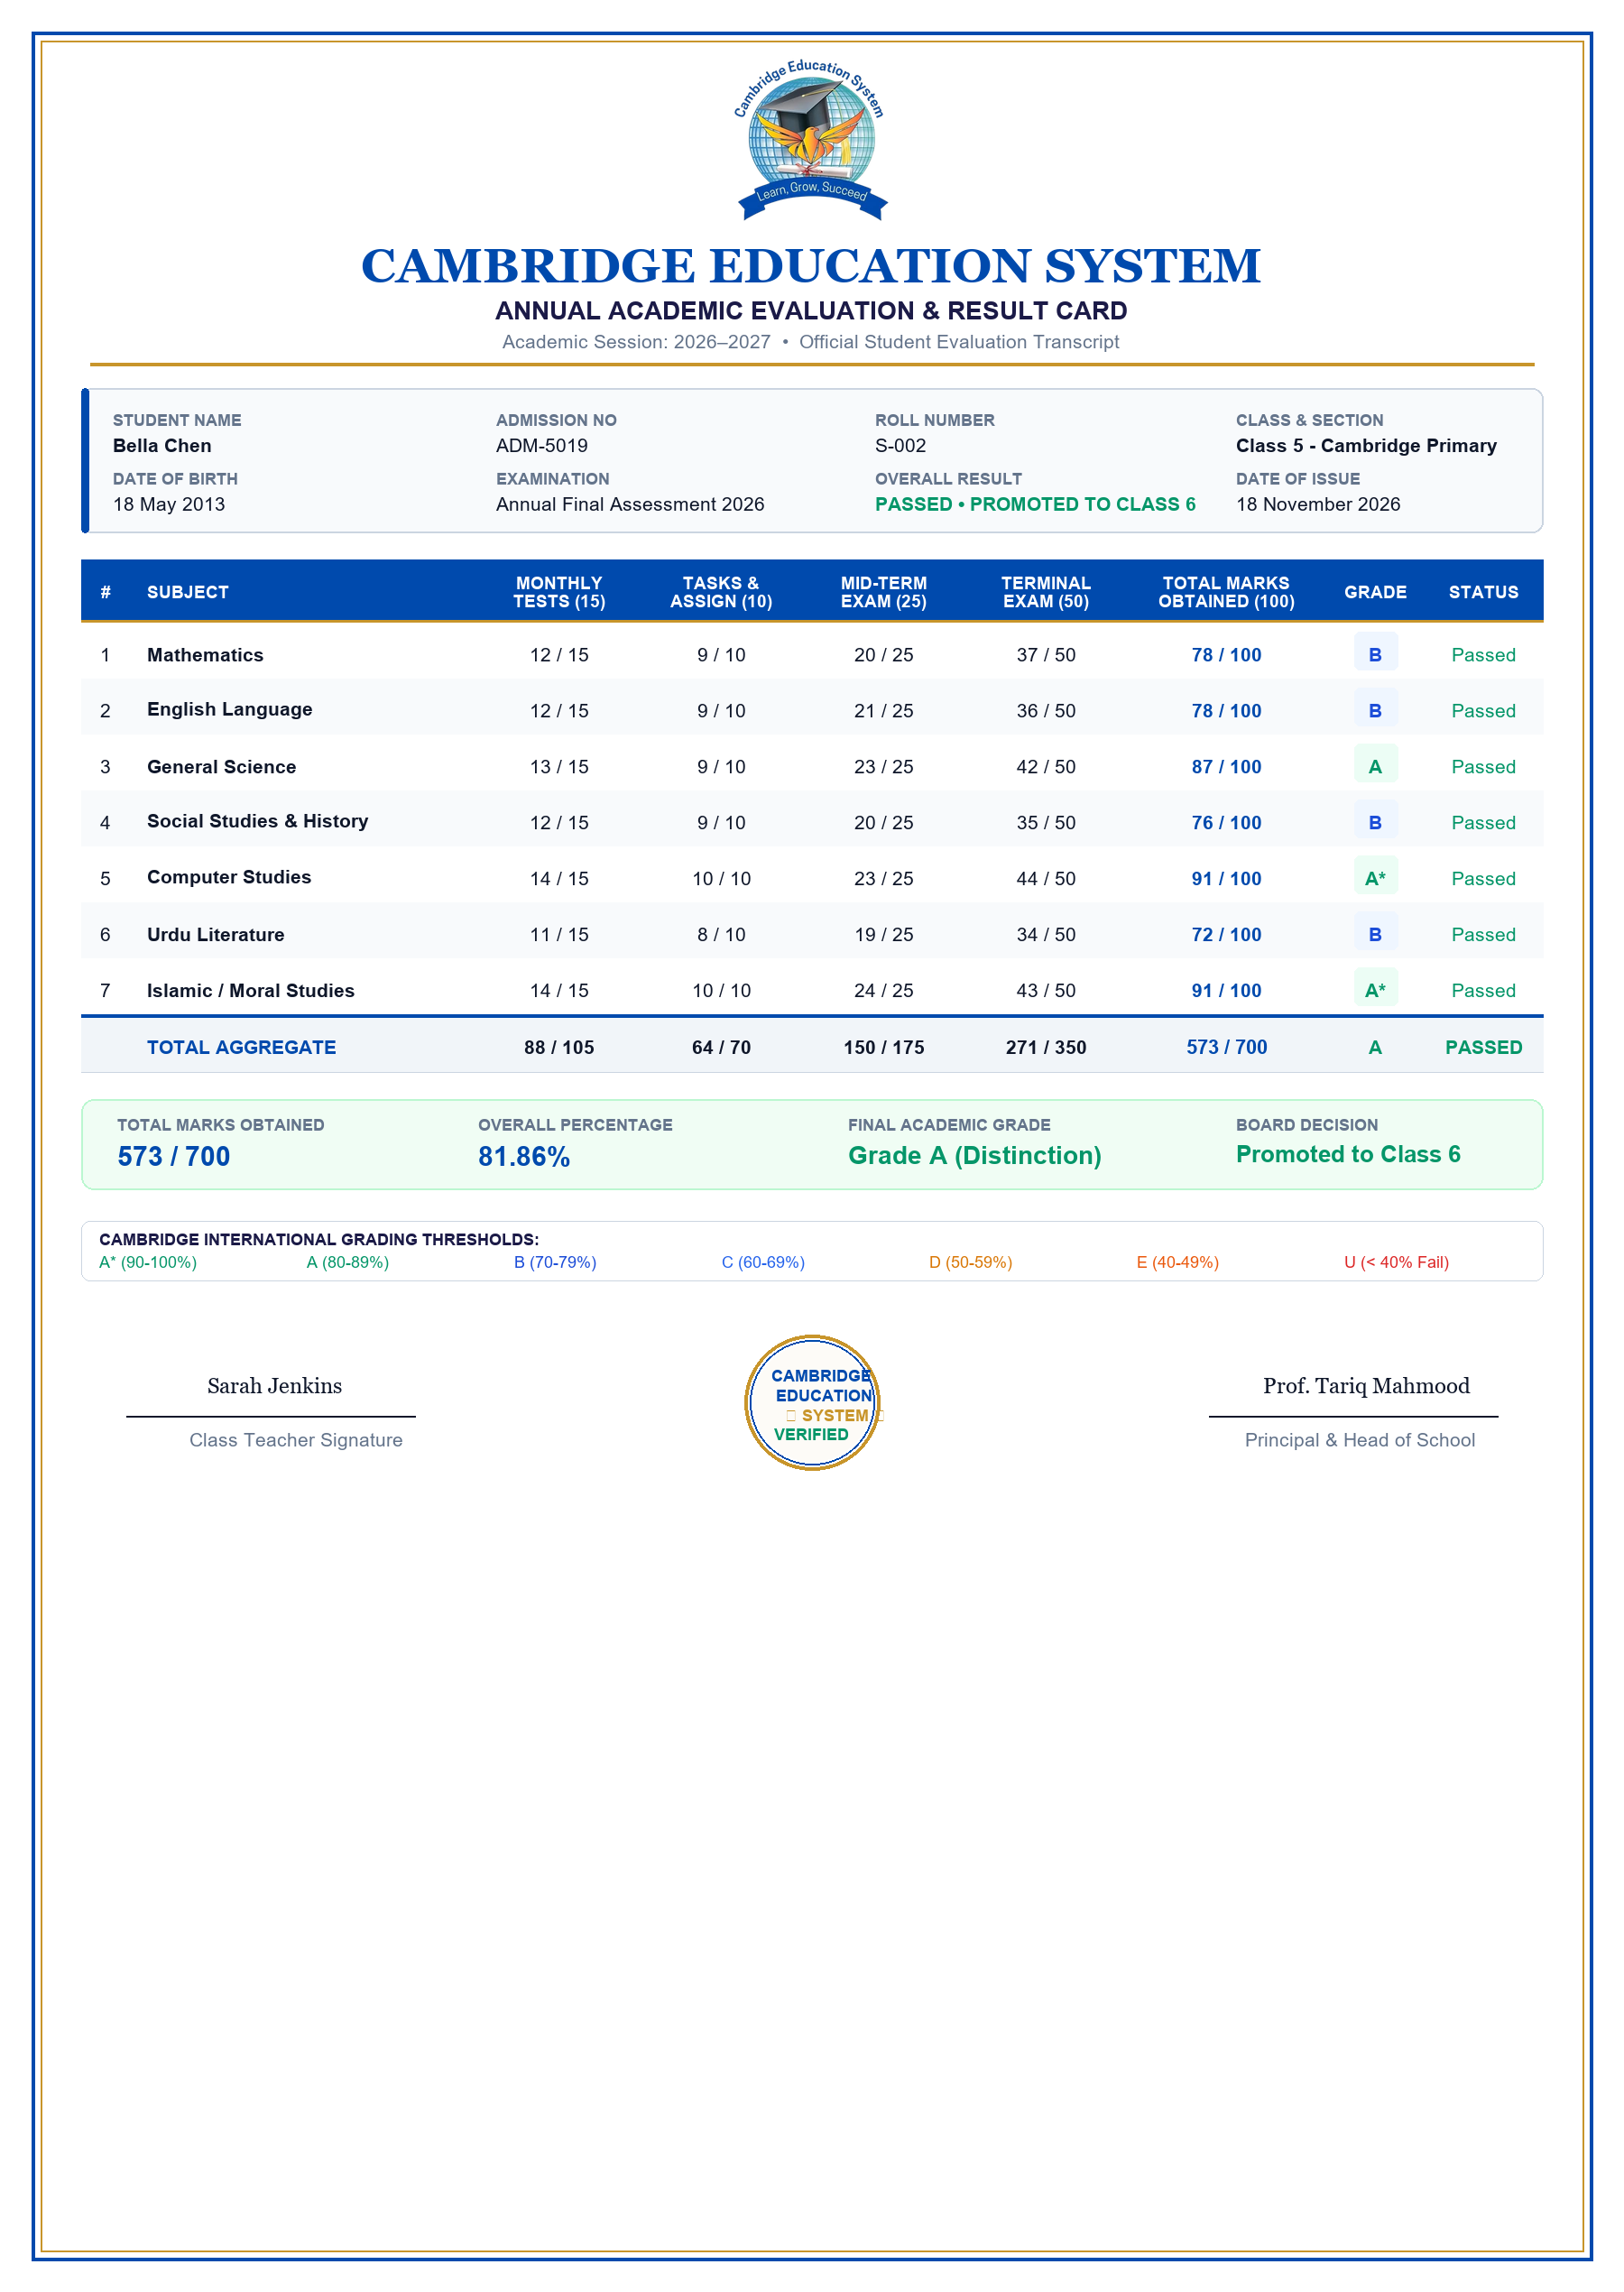 Cambridge Education System
Learn, Grow, Succeed
CAMBRIDGE EDUCATION SYSTEM
ANNUAL ACADEMIC EVALUATION & RESULT CARD
Academic Session: 2026–2027 • Official Student Evaluation Transcript
STUDENT NAME ADMISSION NO ROLL NUMBER CLASS & SECTION
Bella Chen ADM-5019 S-002 Class 5 - Cambridge Primary
DATE OF BIRTH EXAMINATION OVERALL RESULT DATE OF ISSUE
18 May 2013 Annual Final Assessment 2026 PASSED • PROMOTED TO CLASS 6 18 November 2026
# SUBJECT MONTHLY TESTS (15) TASKS & ASSIGN (10) MID-TERM EXAM (25) TERMINAL EXAM (50) TOTAL MARKS OBTAINED (100) GRADE STATUS
1 Mathematics 12 / 15 9 / 10 20 / 25 37 / 50 78 / 100 B Passed
2 English Language 12 / 15 9 / 10 21 / 25 36 / 50 78 / 100 B Passed
3 General Science 13 / 15 9 / 10 23 / 25 42 / 50 87 / 100 A Passed
4 Social Studies & History 12 / 15 9 / 10 20 / 25 35 / 50 76 / 100 B Passed
5 Computer Studies 14 / 15 10 / 10 23 / 25 44 / 50 91 / 100 A* Passed
6 Urdu Literature 11 / 15 8 / 10 19 / 25 34 / 50 72 / 100 B Passed
7 Islamic / Moral Studies 14 / 15 10 / 10 24 / 25 43 / 50 91 / 100 A* Passed
TOTAL AGGREGATE 88 / 105 64 / 70 150 / 175 271 / 350 573 / 700 A PASSED
TOTAL MARKS OBTAINED OVERALL PERCENTAGE FINAL ACADEMIC GRADE BOARD DECISION
573 / 700 81.86% Grade A (Distinction) Promoted to Class 6
CAMBRIDGE INTERNATIONAL GRADING THRESHOLDS:
A* (90-100%) A (80-89%) B (70-79%) C (60-69%) D (50-59%) E (40-49%) U (< 40% Fail)
Sarah Jenkins
Class Teacher Signature
CAMBRIDGE
EDUCATION
SYSTEM
VERIFIED
Prof. Tariq Mahmood
Principal & Head of School